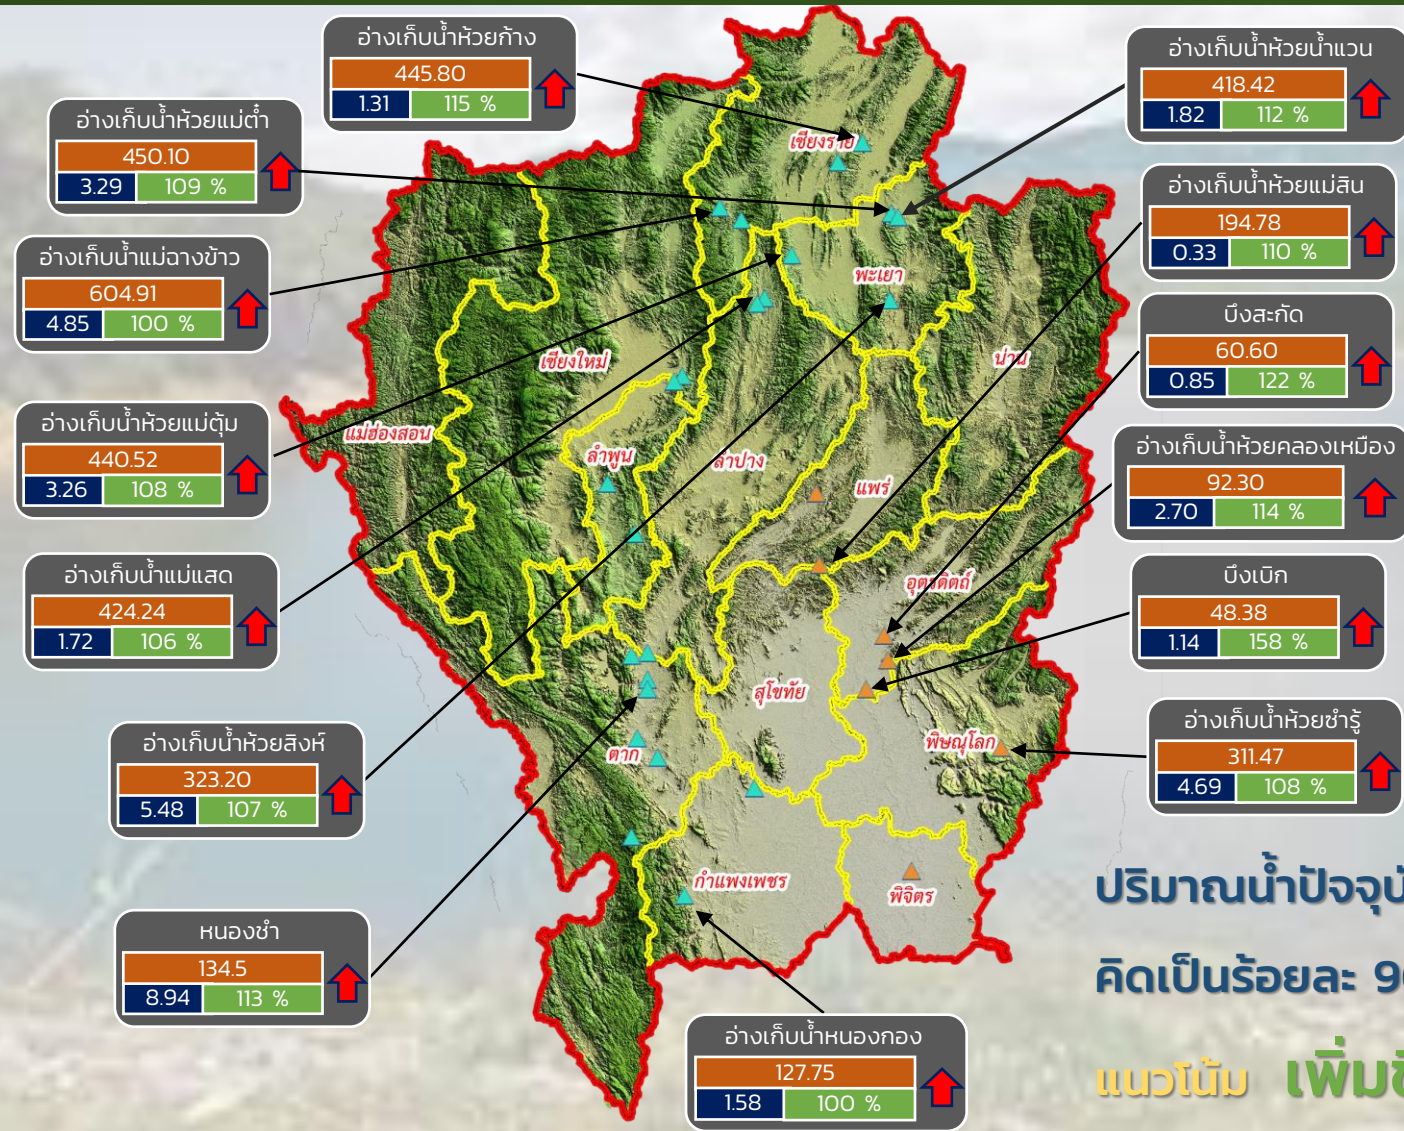 อ่างเก็บน้ำห้วยก้าง
445.80
1.31 115 %
อ่างเก็บน้ำห้วยน้ำแวน
418.42
1.82 112 %
อ่างเก็บน้ำห้วยแม่ต๋ำ
450.10
3.29 109 %
อ่างเก็บน้ำห้วยแม่สิน
194.78
0.33 110 %
อ่างเก็บน้ำแม่ฉางข้าว
604.91
4.85 100 %
บึงสะกัด
60.60
0.85 122 %
อ่างเก็บน้ำห้วยแม่ตุ้ม
440.52
3.26 108 %
อ่างเก็บน้ำห้วยคลองเหมือง
92.30
2.70 114 %
อ่างเก็บน้ำแม่แสด
424.24
1.72 106 %
บึงเบิก
48.38
1.14 158 %
อ่างเก็บน้ำห้วยสิงห์
323.20
5.48 107 %
อ่างเก็บน้ำห้วยซำรู้
311.47
4.69 108 %
หนองซำ
134.5
8.94 113 %
อ่างเก็บน้ำหนองกอง
127.75
1.58 100 %
เชียงราย
พะเยา
น่าน
เชียงใหม่
แม่ฮ่องสอน
ลำพูน
ลำปาง
แพร่
อุตรดิตถ์
สุโขทัย
พิษณุโลก
ตาก
กำแพงเพชร
พิจิตร
ปริมาณน้ำปัจจุบั
คิดเป็นร้อยละ 9
แนวโน้ม เพิ่มขึ